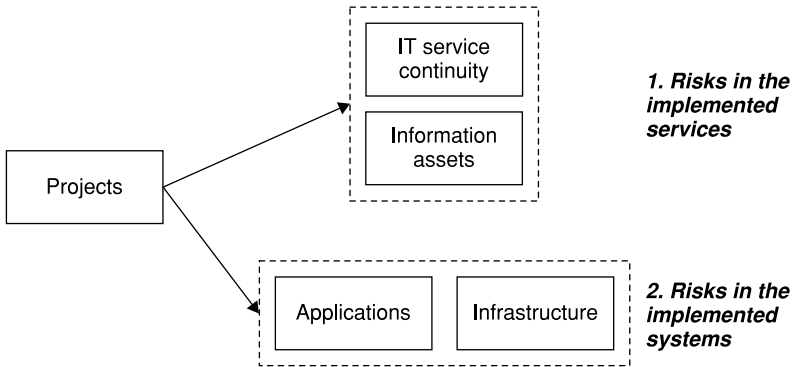 IT service
continuity
1. Risks in the
implemented
services
Information
assets
Projects
Applications
Infrastructure
2. Risks in the
implemented
systems